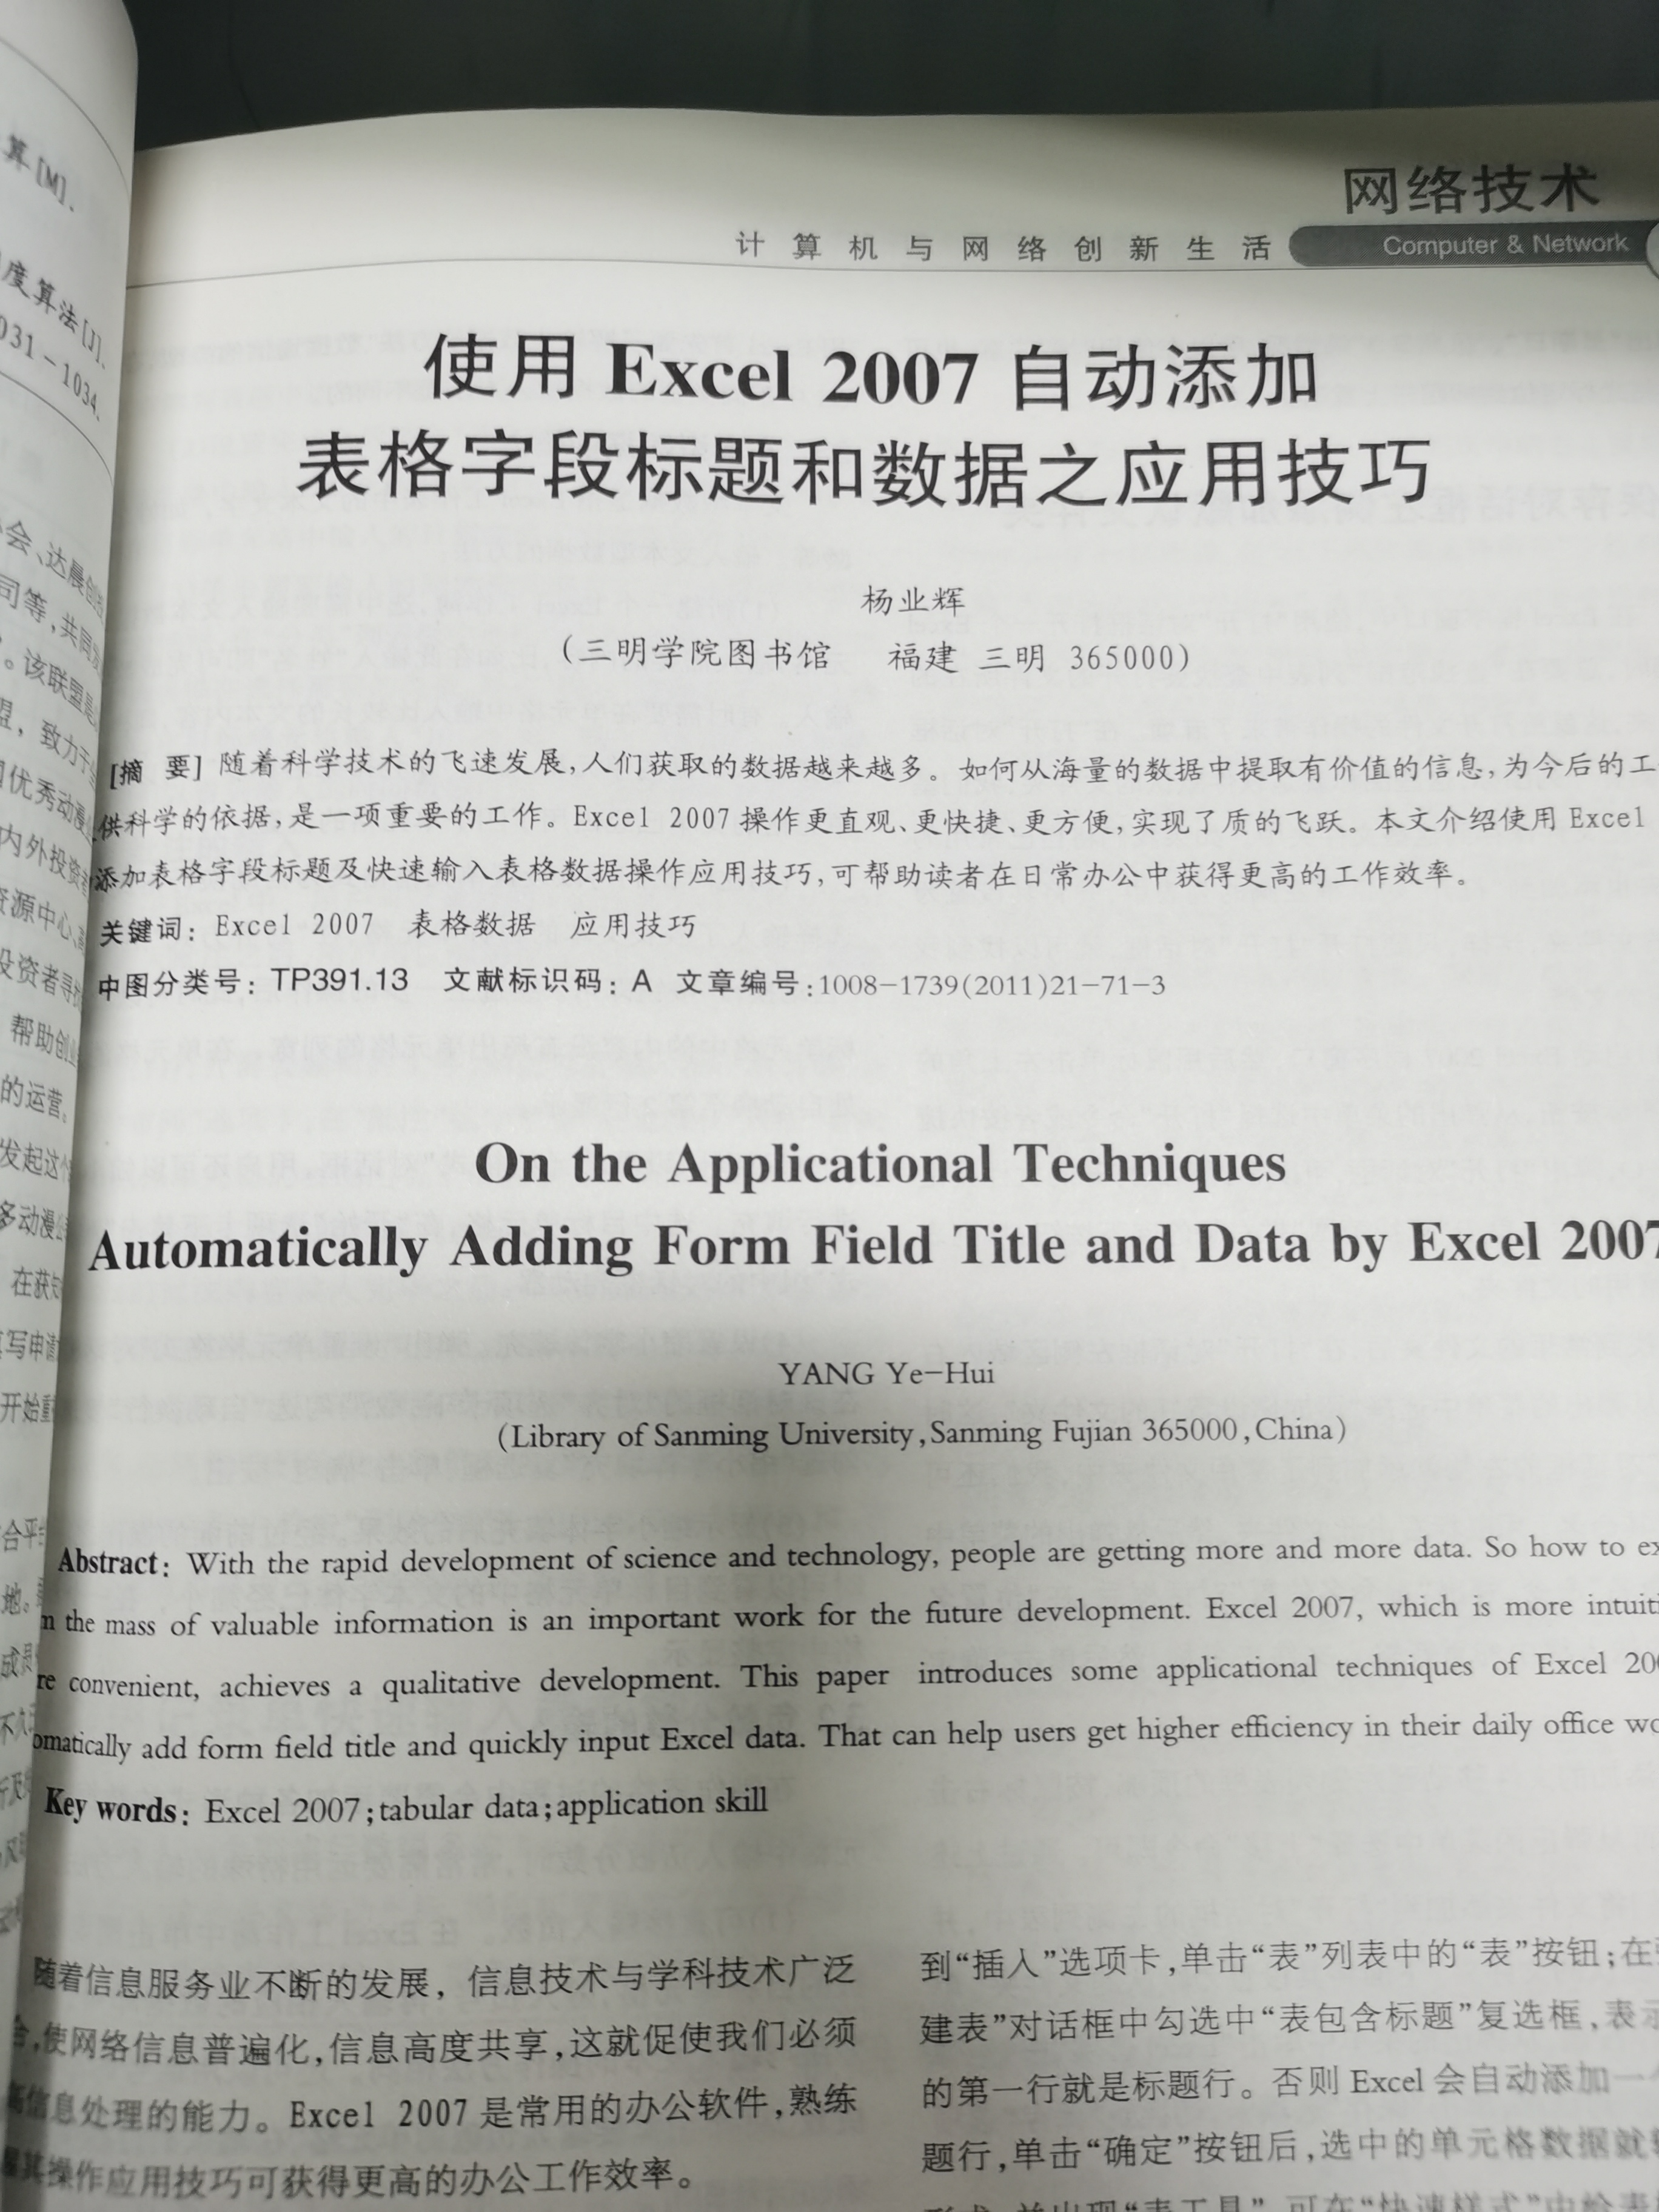 算[M].
度算法[J].
031-1034.
会、达晨创
司等,共同
。该联盟是
盟，致力于
优秀动漫
内外投资
资源中心、
投资者寻
帮助创业
的运营。
发起这
多动漫
在获
写申请
开始
合平
地。
网络技术
计算机与网络创新生活
Computer & Network
使用 Excel 2007 自动添加
表格字段标题和数据之应用技巧
杨业辉
(三明学院图书馆 福建 三明 365000)
[摘 要] 随着科学技术的飞速发展,人们获取的数据越来越多。如何从海量的数据中提取有价值的信息,为今后的工
供科学的依据,是一项重要的工作。Excel 2007 操作更直观、更快捷、更方便,实现了质的飞跃。本文介绍使用 Excel
添加表格字段标题及快速输入表格数据操作应用技巧,可帮助读者在日常办公中获得更高的工作效率。
关键词: Excel 2007 表格数据 应用技巧
中图分类号: TP391.13 文献标识码: A 文章编号:1008-1739(2011)21-71-3
On the Applicational Techniques
Automatically Adding Form Field Title and Data by Excel 2007
YANG Ye-Hui
(Library of Sanming University,Sanming Fujian 365000,China)
Abstract: With the rapid development of science and technology, people are getting more and more data. So how to ex
m the mass of valuable information is an important work for the future development. Excel 2007, which is more intuiti
re convenient, achieves a qualitative development. This paper introduces some applicational techniques of Excel 200
omatically add form field title and quickly input Excel data. That can help users get higher efficiency in their daily office wo
Key words: Excel 2007;tabular data;application skill
随着信息服务业不断的发展，信息技术与学科技术广泛
,使网络信息普遍化,信息高度共享,这就促使我们必须
信息处理的能力。Excel 2007 是常用的办公软件,熟练
其操作应用技巧可获得更高的办公工作效率。
到“插入”选项卡,单击“表”列表中的“表”按钮;在
建表”对话框中勾选中“表包含标题”复选框,表示
的第一行就是标题行。否则 Excel 会自动添加一个
题行,单击“确定”按钮后,选中的单元格数据就
“表工具”,可在“快速样式”中